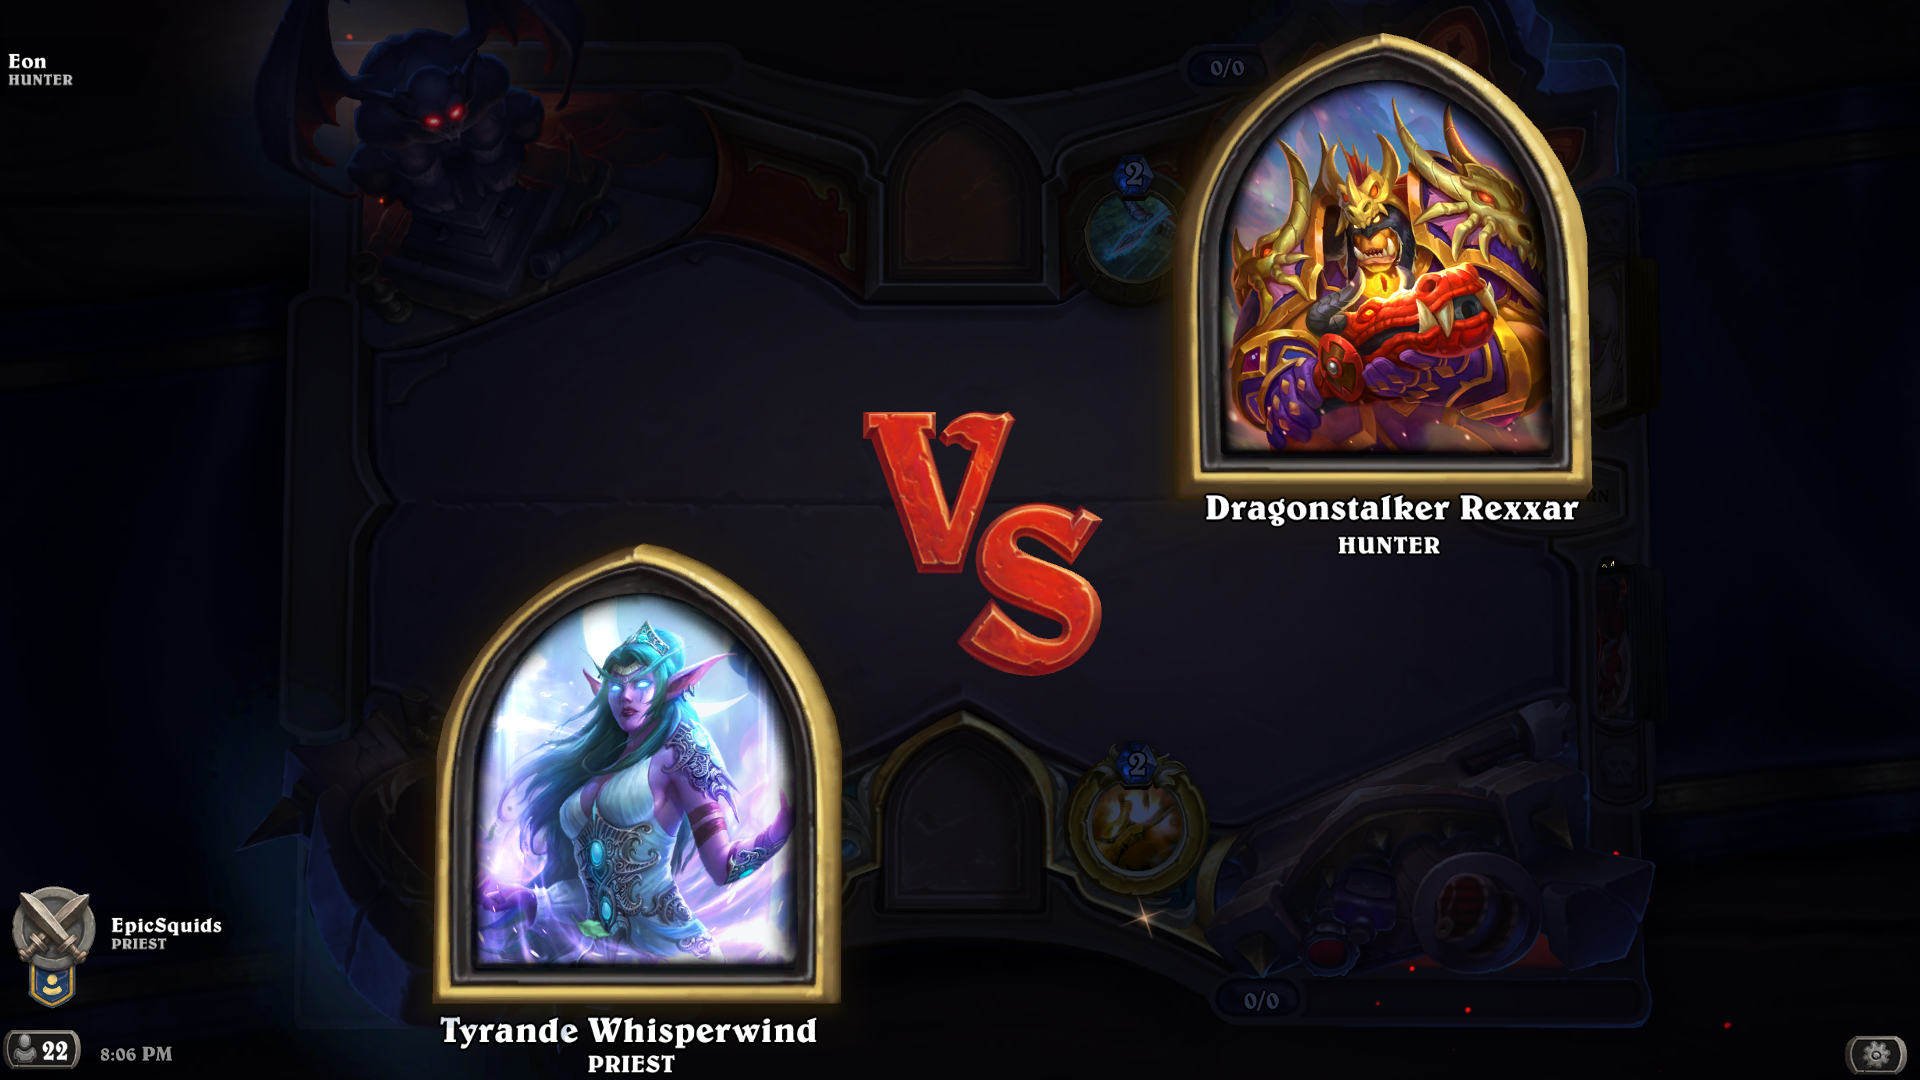 Eon
HUNTER
0/0
2
Dragonstalker Rexxar
HUNTER
VS
2
EpicSquids
PRIEST
0/0
Tyrande Whisperwind
PRIEST
22
8:06 PM